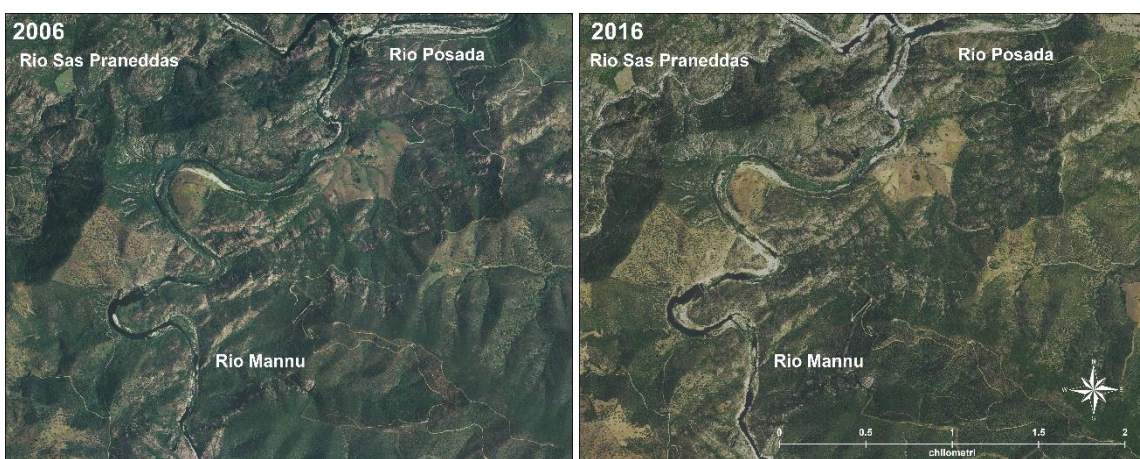 2006
Rio Sas Praneddas
Rio Posada
Rio Mannu
2016
Rio Sas Praneddas
Rio Posada
Rio Mannu
N
W
E
S
0
0.5
1
1.5
2
chilometri